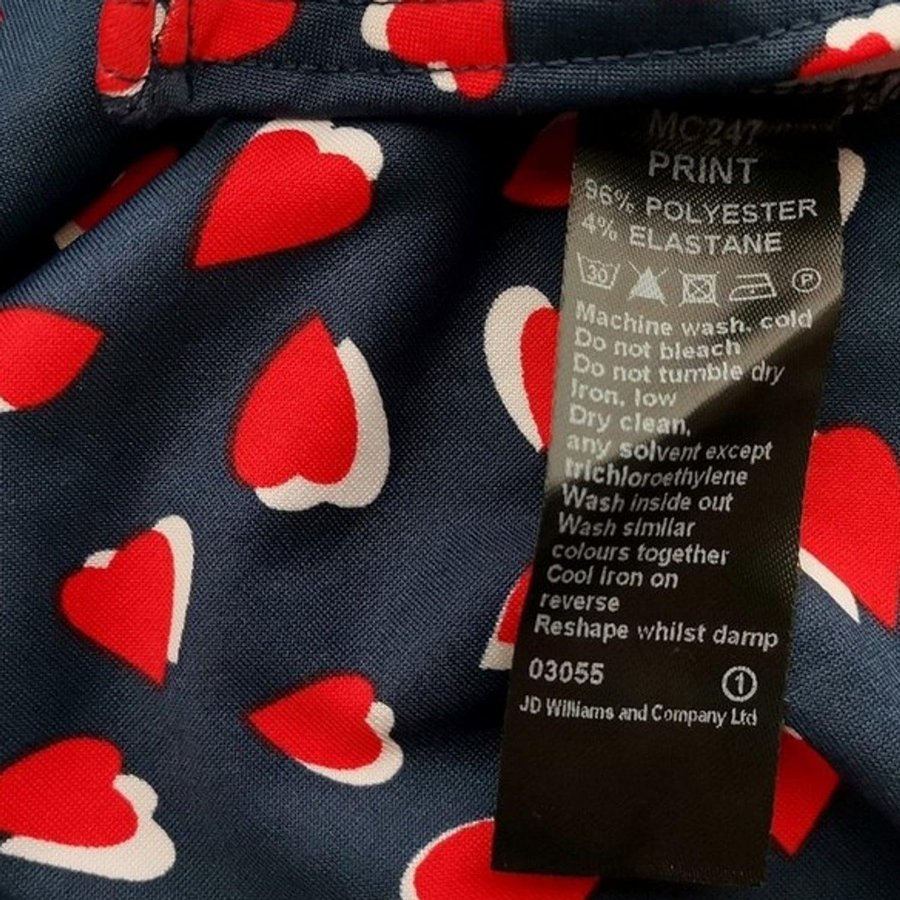 MC247
PRINT
96% POLYESTER
4% ELASTANE
30 P
Machine wash, cold
Do not bleach
Do not tumble dry
Iron, low
Dry clean,
any solvent except
trichloroethylene
Wash inside out
Wash similar
colours together
Cool iron on
reverse
Reshape whilst damp
03055 1
JD Williams and Company Ltd